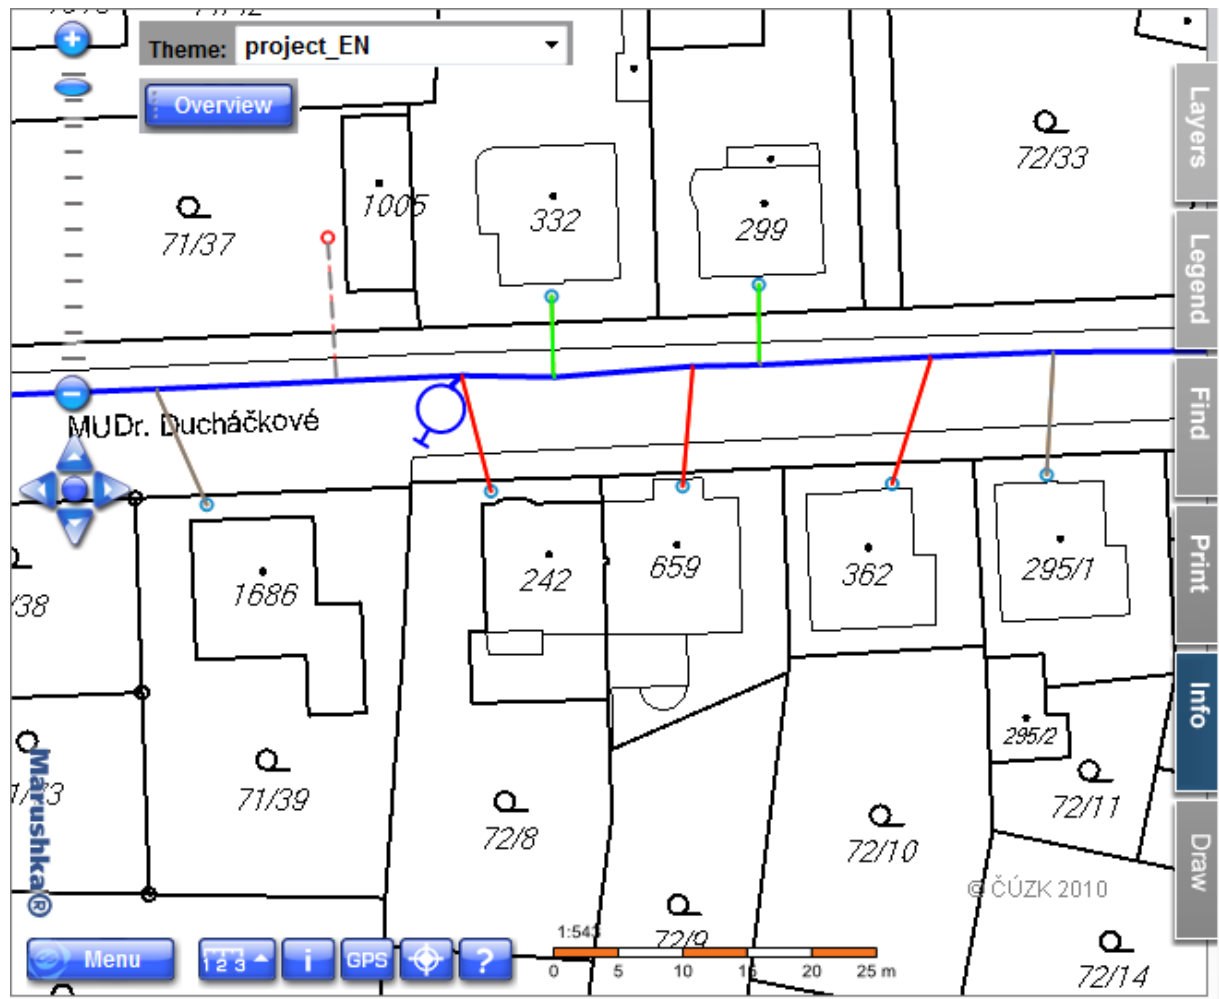 Theme: project_EN
Overview
Layers
Legend
Find
Print
Info
Draw
72/33
1005
332
299
71/37
MUDr. Ducháčkové
1686
242
659
362
295/1
/38
295/2
71/39
72/8
72/10
72/11
© ČÚZK 2010
72/9
72/14
Marushka®
Menu
1 2 3
i
GPS
?
1:543
0 5 10 15 20 25 m